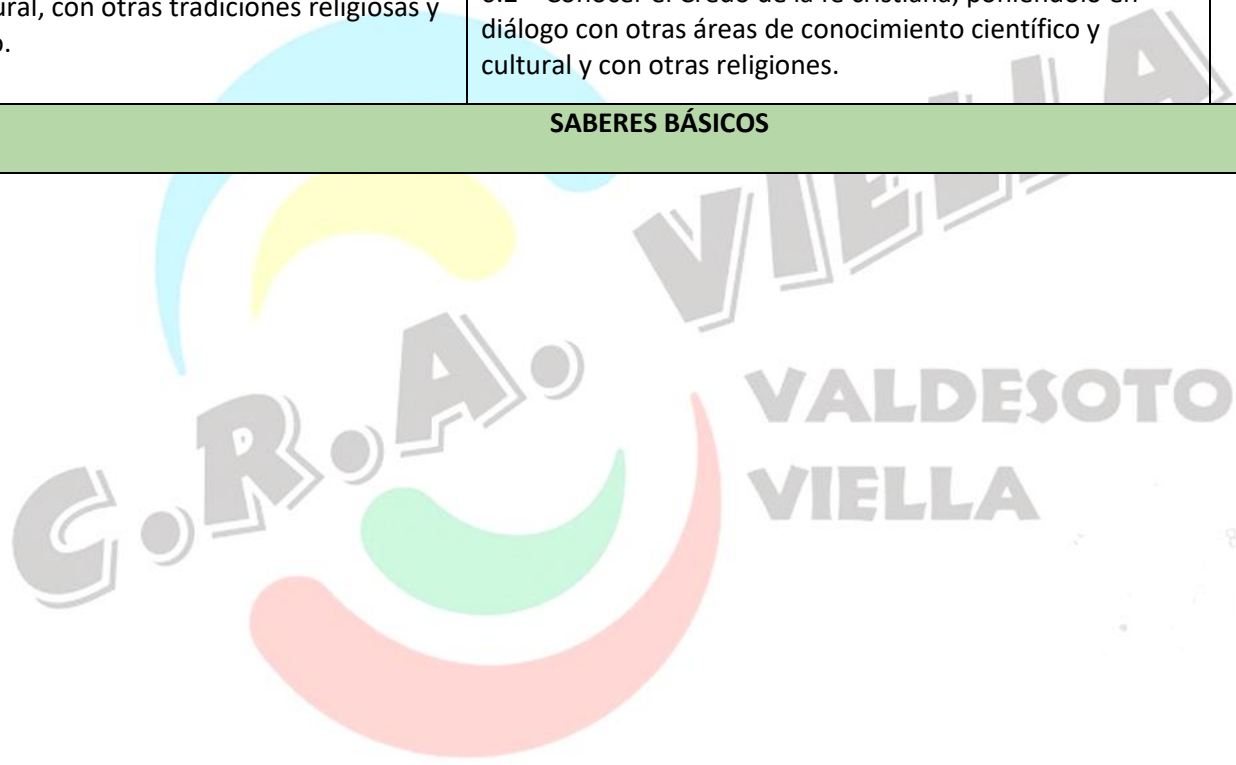 ural, con otras tradiciones religiosas y
diálogo con otras áreas de conocimiento científico y
cultural y con otras religiones.
SABERES BÁSICOS
C.R.A. VIELLA
VALDESOTO
VIELLA